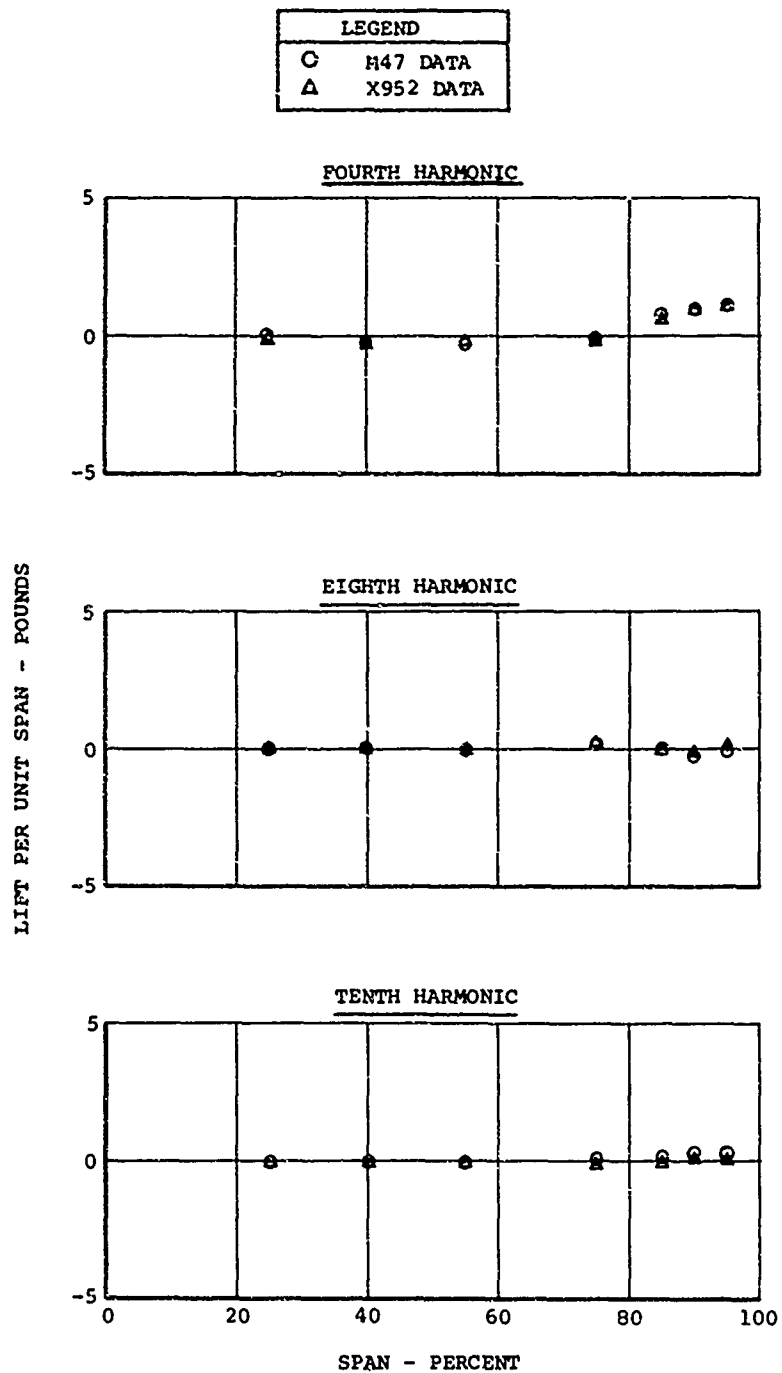 LEGEND
M47 DATA
X952 DATA
FOURTH HARMONIC
5
0
-5
EIGHTH HARMONIC
5
0
-5
LIFT PER UNIT SPAN - POUNDS
TENTH HARMONIC
5
0
-5
0 20 40 60 80 100
SPAN - PERCENT